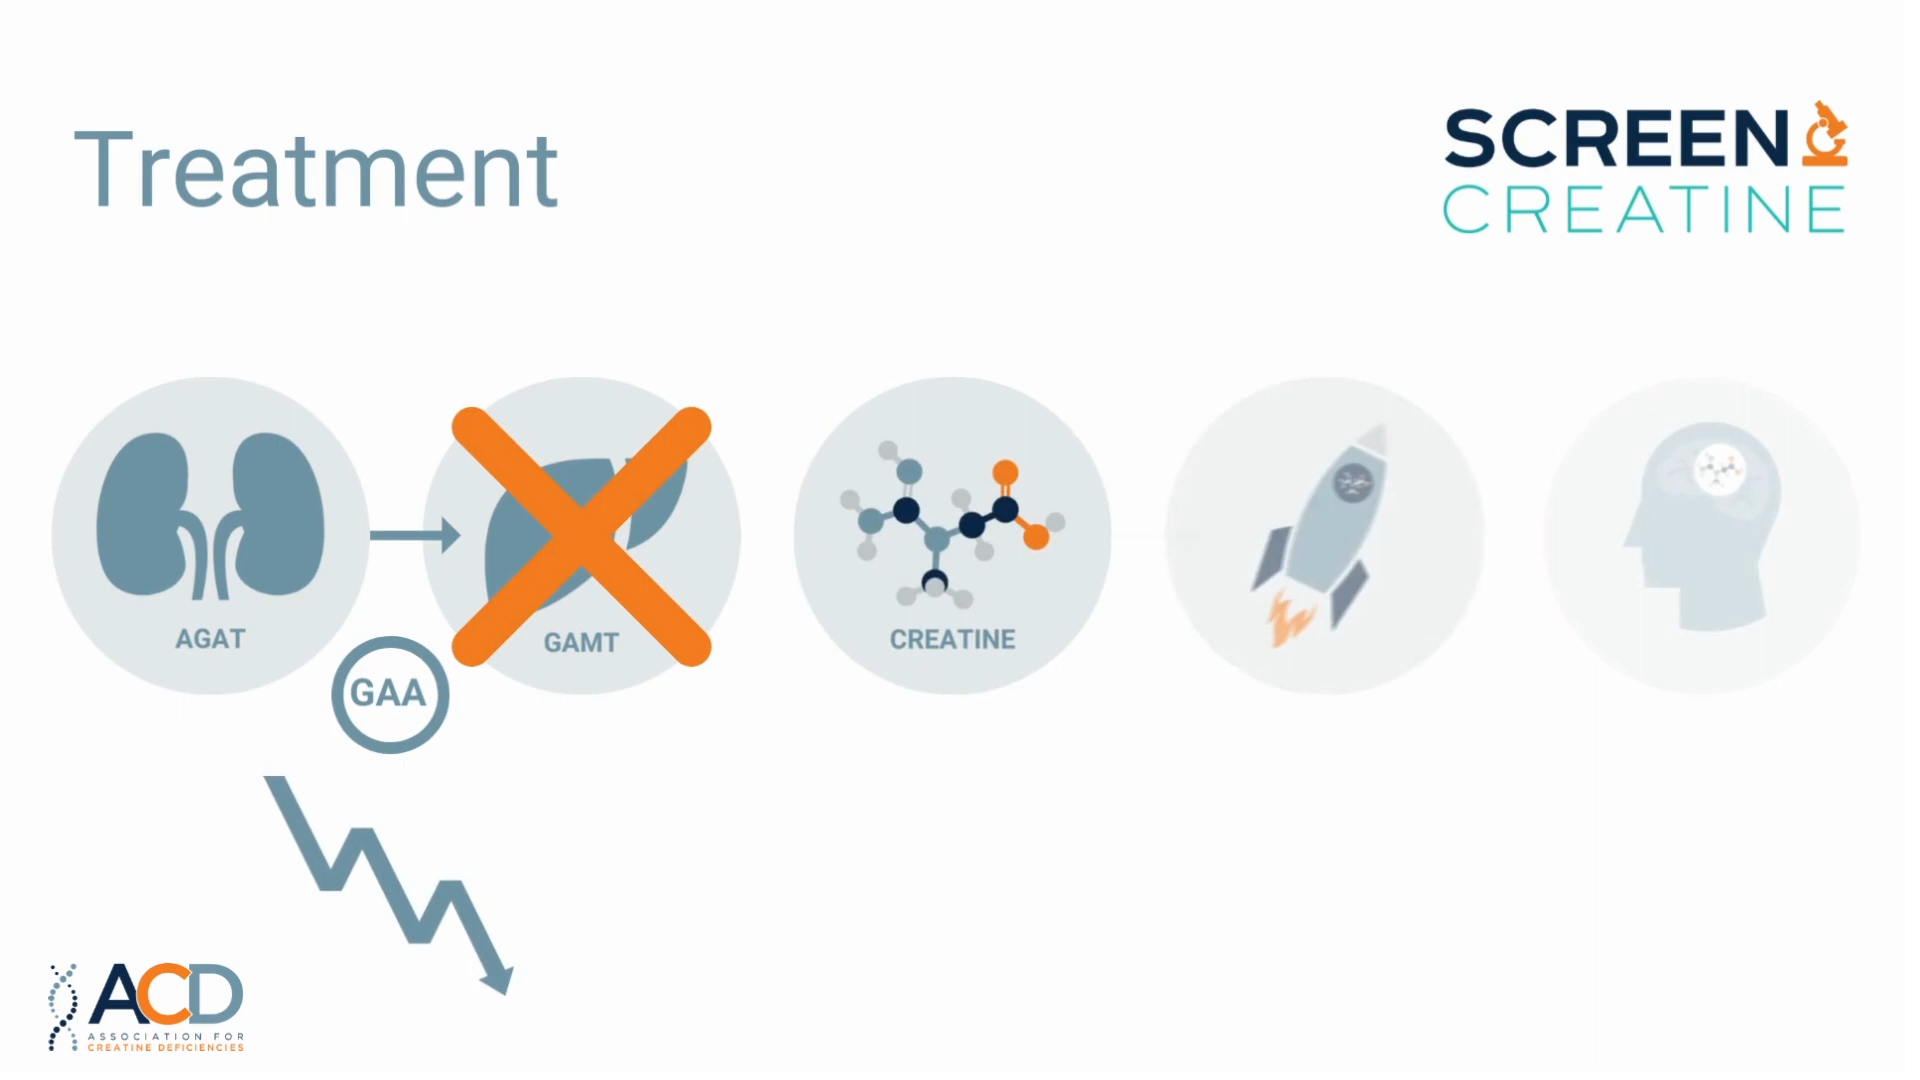 Treatment
SCREEN
CREATINE
AGAT
GAMT
CREATINE
GAA
ACD
ASSOCIATION FOR
CREATINE DEFICIENCIES